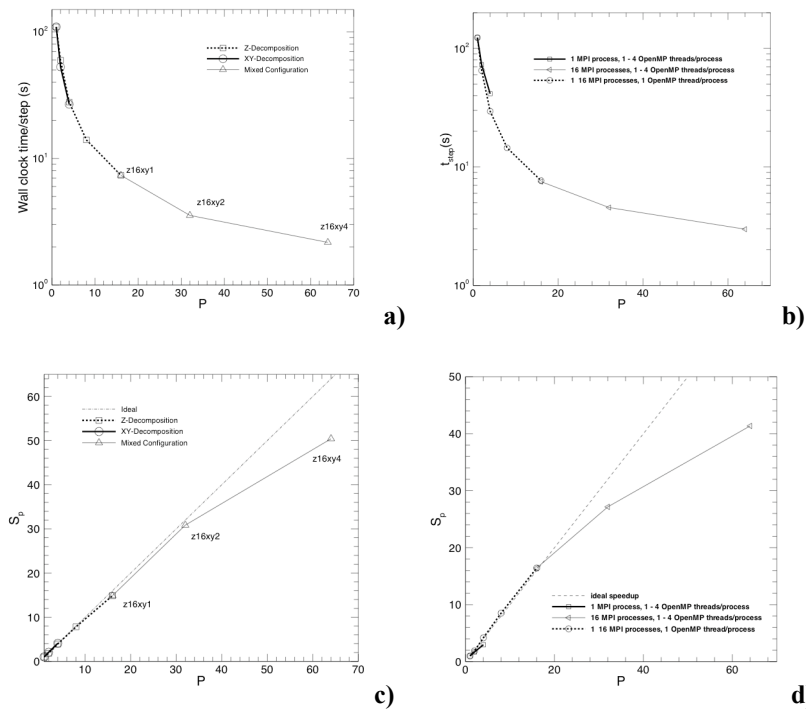 10²
10¹
10⁰
Wall clock time/step (s)
Z-Decomposition
XY-Decomposition
Mixed Configuration
z16xy1
z16xy2
z16xy4
0 10 20 30 40 50 60 70
P
a)
10²
10¹
10⁰
t_step(s)
1 MPI process, 1 - 4 OpenMP threads/process
16 MPI processes, 1 - 4 OpenMP threads/process
1 16 MPI processes, 1 OpenMP thread/process
0 20 40 60
P
b)
60
50
40
30
20
10
0
S_p
Ideal
Z-Decomposition
XY-Decomposition
Mixed Configuration
z16xy4
z16xy2
z16xy1
10 20 30 40 50 60 70
P
c)
50
40
30
20
10
0
S_p
ideal speedup
1 MPI process, 1 - 4 OpenMP threads/process
16 MPI processes, 1 - 4 OpenMP threads/process
1 16 MPI processes, 1 OpenMP thread/process
0 20 40 60
P
d